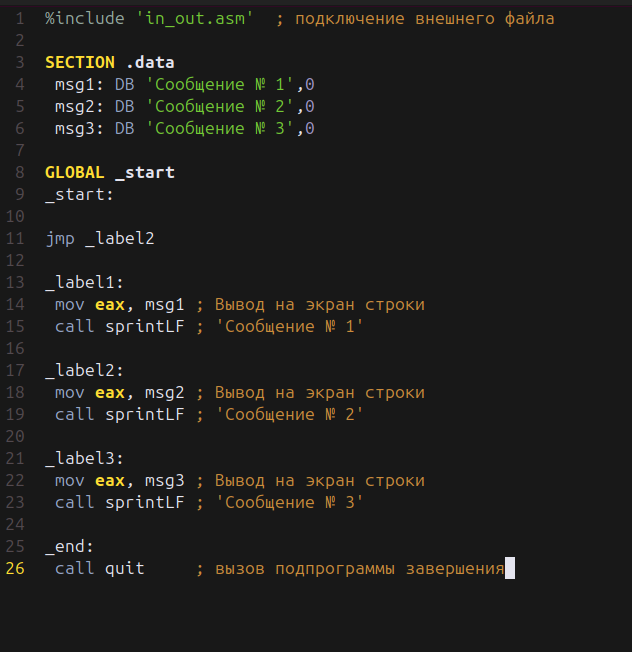 1 %include 'in_out.asm'  ; подключение внешнего файла
2
3 SECTION .data
4  msg1: DB 'Сообщение № 1',0
5  msg2: DB 'Сообщение № 2',0
6  msg3: DB 'Сообщение № 3',0
7
8 GLOBAL _start
9 _start:
10
11 jmp _label2
12
13 _label1:
14  mov eax, msg1 ; Вывод на экран строки
15  call sprintLF ; 'Сообщение № 1'
16
17 _label2:
18  mov eax, msg2 ; Вывод на экран строки
19  call sprintLF ; 'Сообщение № 2'
20
21 _label3:
22  mov eax, msg3 ; Вывод на экран строки
23  call sprintLF ; 'Сообщение № 3'
24
25 _end:
26  call quit     ; вызов подпрограммы завершения